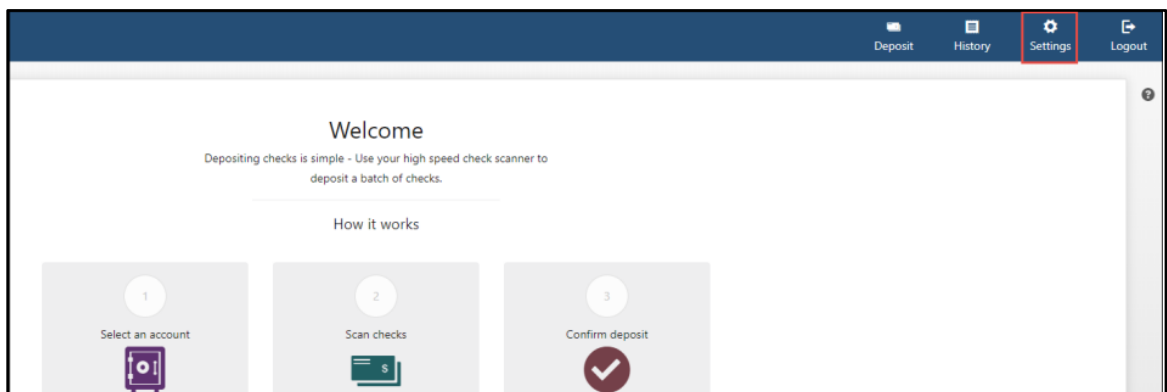 Deposit History Settings Logout
Welcome
Depositing checks is simple - Use your high speed check scanner to
deposit a batch of checks.
How it works
1 2 3
Select an account Scan checks Confirm deposit
$